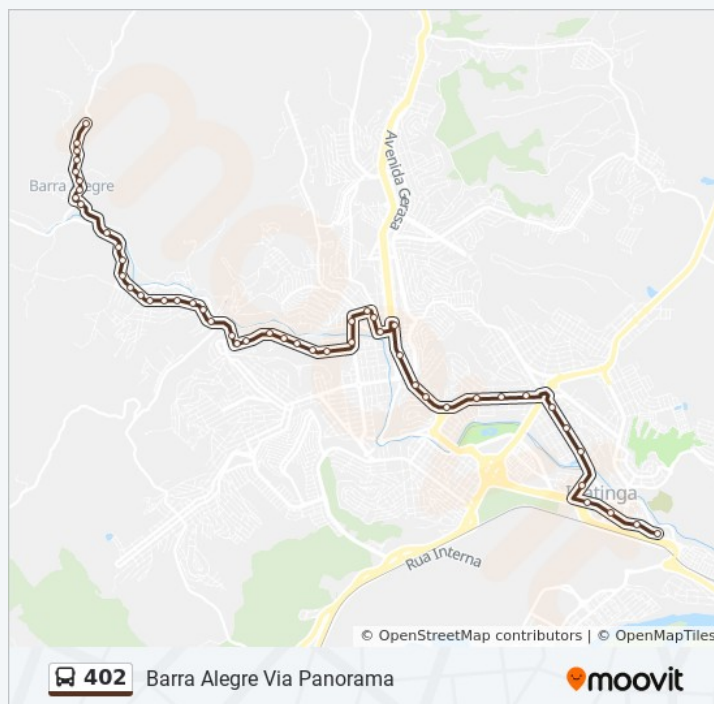 Avenida Gerasa
Barra Alegre
Ipatinga
Rua Interna
© OpenStreetMap contributors | © OpenMapTiles
402 Barra Alegre Via Panorama
moovit